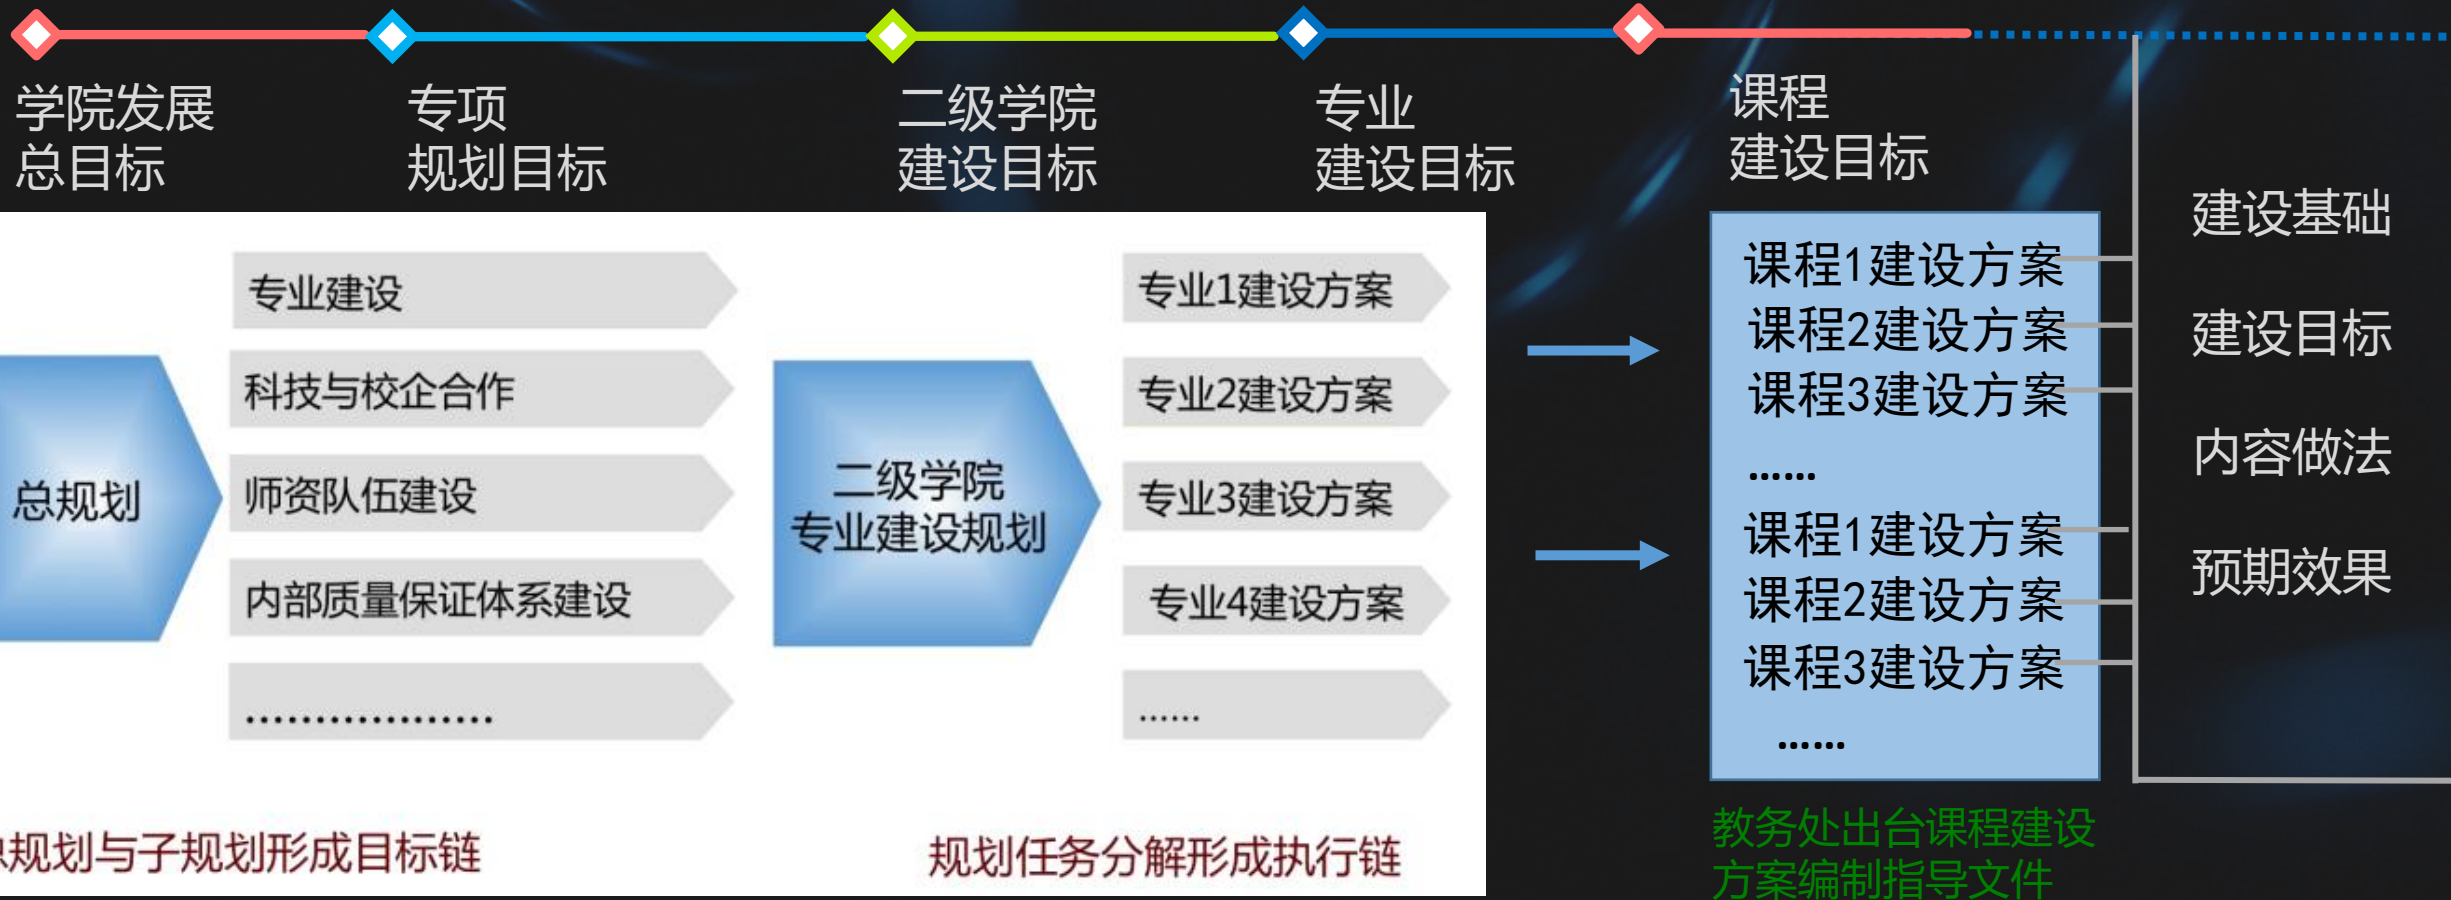 学院发展
总目标
专项
规划目标
二级学院
建设目标
专业
建设目标
课程
建设目标
总规划
专业建设
科技与校企合作
师资队伍建设
内部质量保证体系建设
..................
二级学院
专业建设规划
专业1建设方案
专业2建设方案
专业3建设方案
专业4建设方案
......
课程1建设方案
课程2建设方案
课程3建设方案
......
课程1建设方案
课程2建设方案
课程3建设方案
......
建设基础
建设目标
内容做法
预期效果
规划与子规划形成目标链
规划任务分解形成执行链
教务处出台课程建设
方案编制指导文件